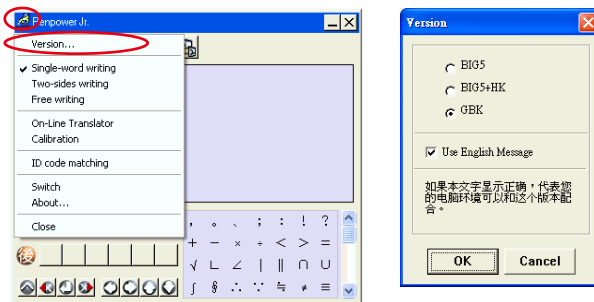 Penpower Jr.
Version...
Single-word writing
Two-sides writing
Free writing
On-Line Translator
Calibration
ID code matching
Switch
About...
Close
, 。 、 ; : ! ?
+ − × ÷ < > =
√ ∟ ∠ | ‖ ∩ ∪
∫ § ∴ ∵ ≒ ≠ ≡
後
Version
BIG5
BIG5+HK
GBK
Use English Message
如果本文字显示正确，代表您
的电脑环境可以和这个版本配
合。
OK Cancel